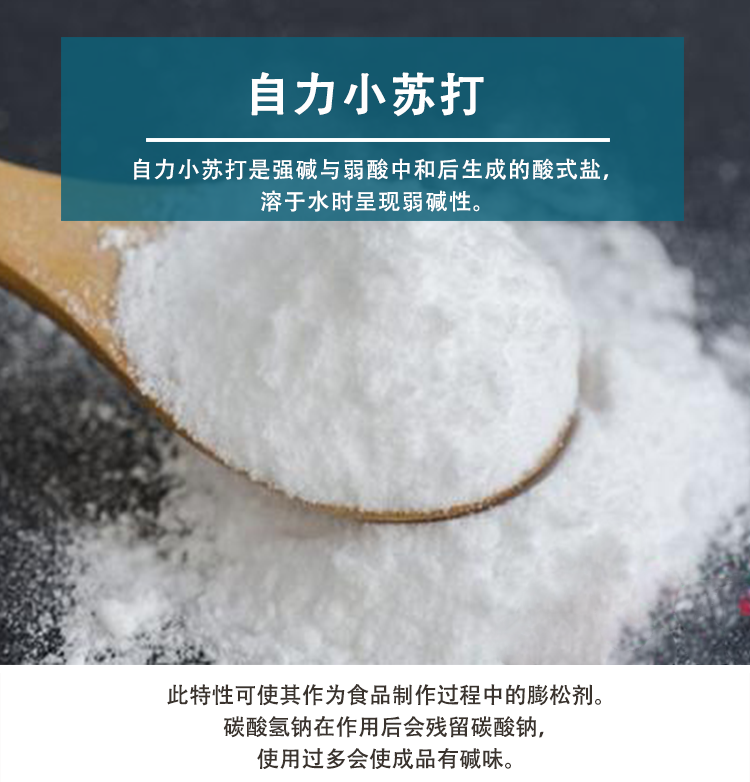 自力小苏打
自力小苏打是强碱与弱酸中和后生成的酸式盐,
溶于水时呈现弱碱性。
此特性可使其作为食品制作过程中的膨松剂。
碳酸氢钠在作用后会残留碳酸钠,
使用过多会使成品有碱味。